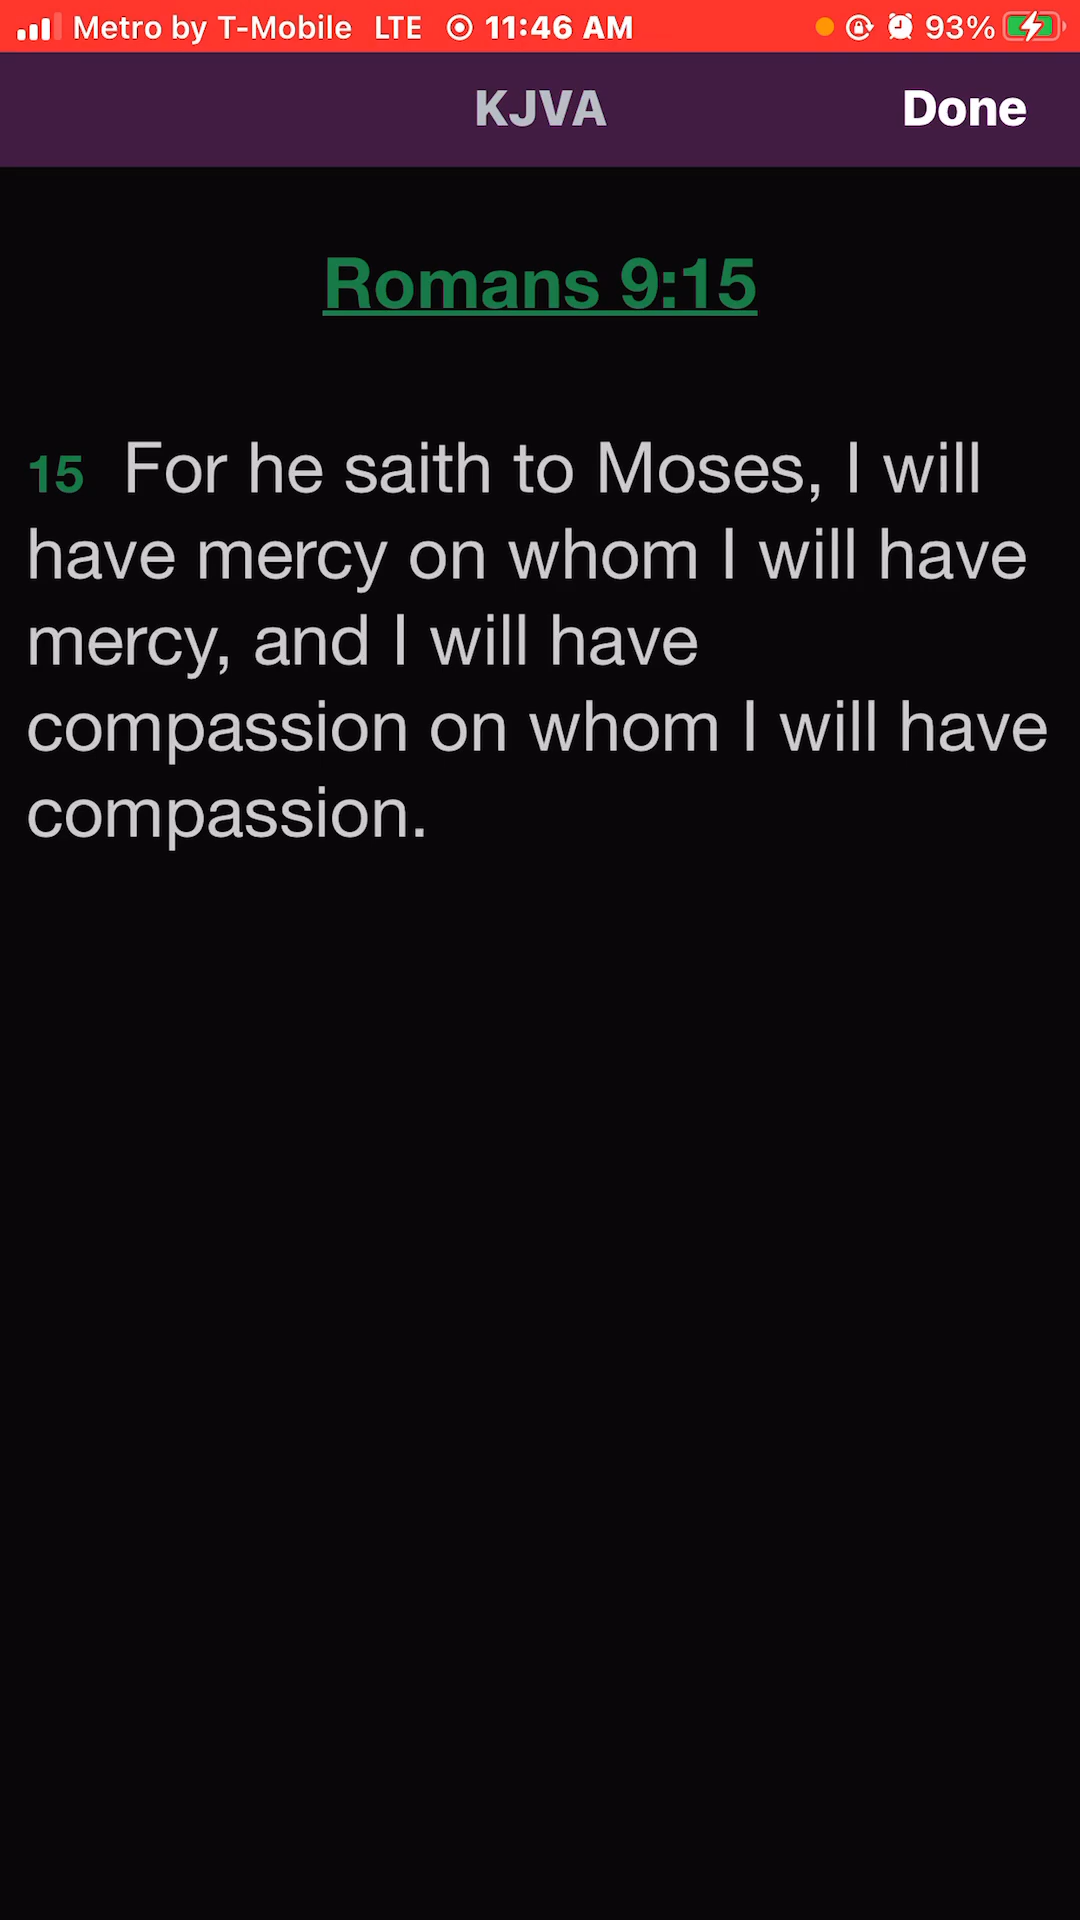 Metro by T-Mobile LTE 11:46 AM 93%
KJVA Done
Romans 9:15
15 For he saith to Moses, I will
have mercy on whom I will have
mercy, and I will have
compassion on whom I will have
compassion.